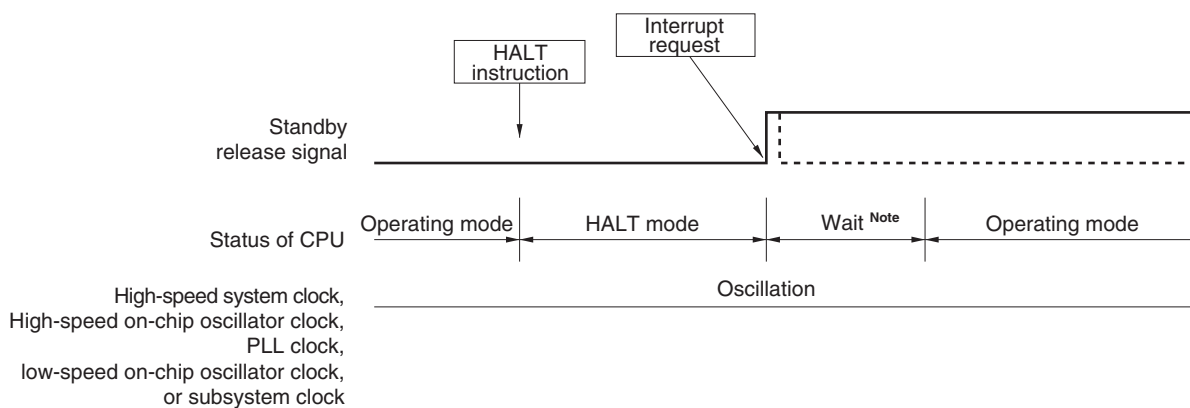 HALT
instruction
Interrupt
request
Standby
release signal
Status of CPU
Operating mode
HALT mode
Wait Note
Operating mode
High-speed system clock,
High-speed on-chip oscillator clock,
PLL clock,
low-speed on-chip oscillator clock,
or subsystem clock
Oscillation